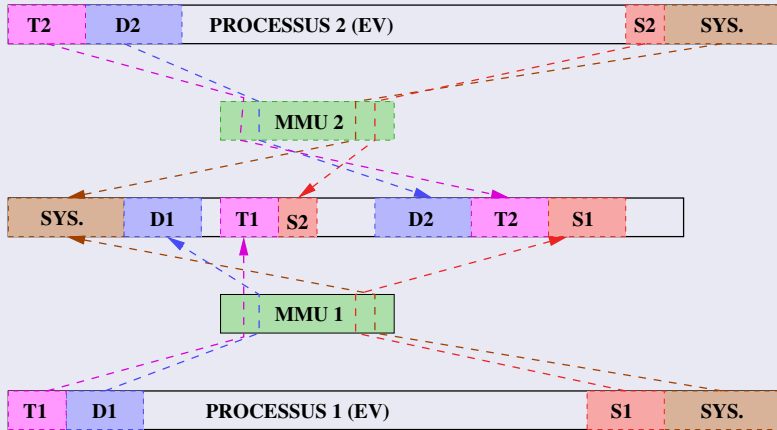 T2 D2 PROCESSUS 2 (EV) S2 SYS.
MMU 2
SYS. D1 T1 S2 D2 T2 S1
MMU 1
T1 D1 PROCESSUS 1 (EV) S1 SYS.